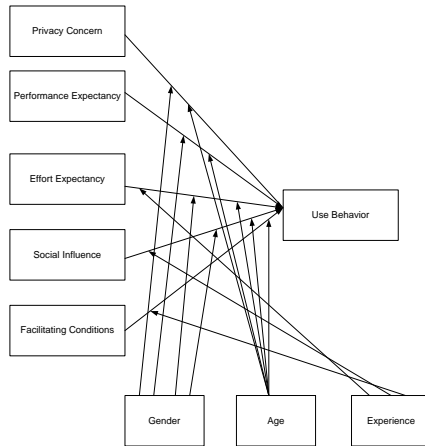 Privacy Concern
Performance Expectancy
Effort Expectancy
Use Behavior
Social Influence
Facilitating Conditions
Gender
Age
Experience